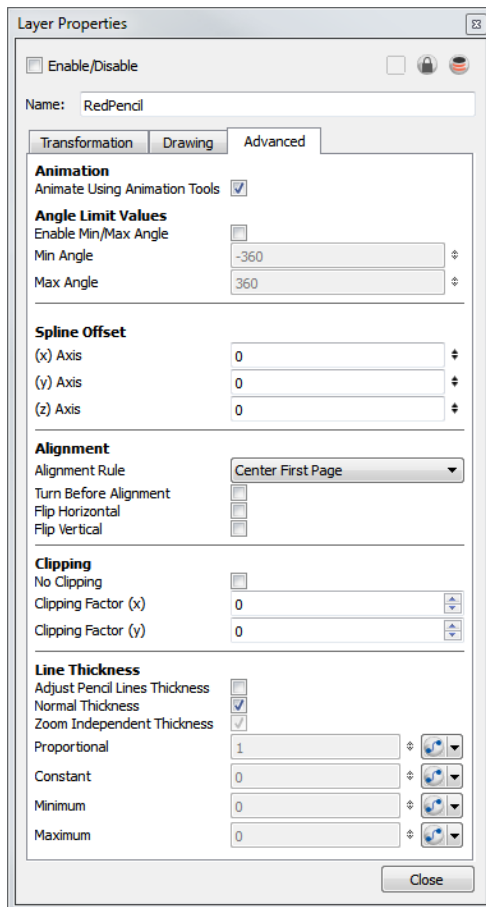 Layer Properties
Enable/Disable
Name: RedPencil
Transformation Drawing Advanced
Animation
Animate Using Animation Tools
Angle Limit Values
Enable Min/Max Angle
Min Angle -360
Max Angle 360
Spline Offset
(x) Axis 0
(y) Axis 0
(z) Axis 0
Alignment
Alignment Rule Center First Page
Turn Before Alignment
Flip Horizontal
Flip Vertical
Clipping
No Clipping
Clipping Factor (x) 0
Clipping Factor (y) 0
Line Thickness
Adjust Pencil Lines Thickness
Normal Thickness
Zoom Independent Thickness
Proportional 1
Constant 0
Minimum 0
Maximum 0
Close